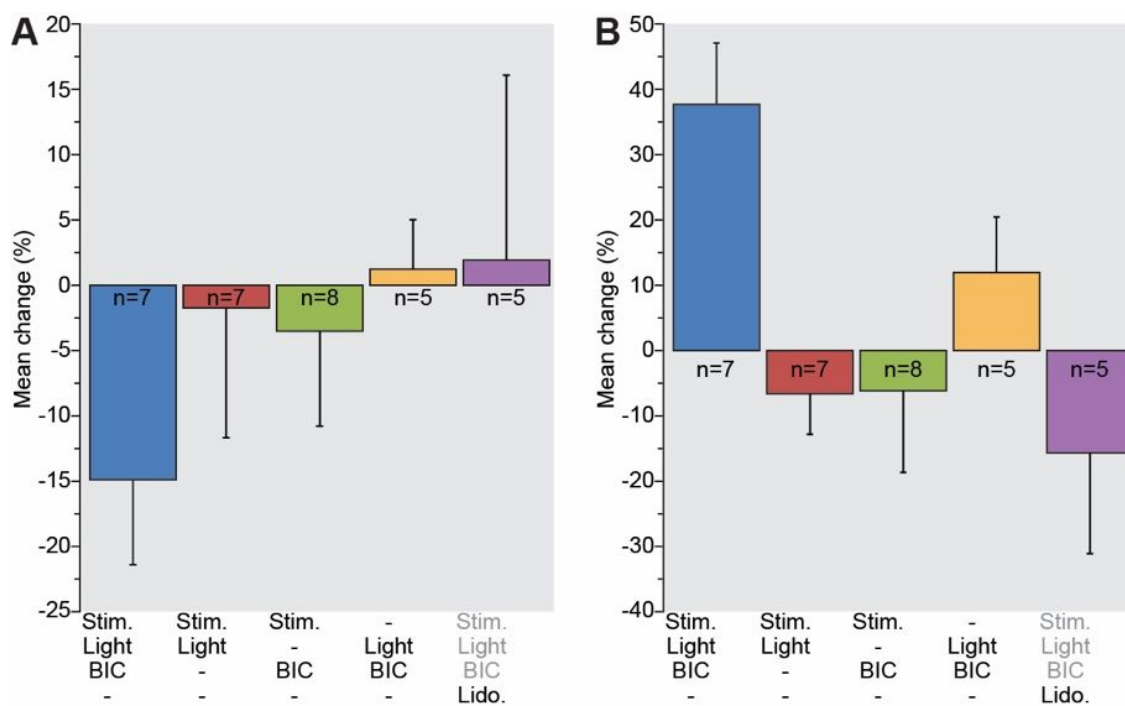 A
Mean change (%)
20
15
10
5
0
-5
-10
-15
-20
-25
n=7 n=7 n=8 n=5 n=5
Stim. Stim. Stim. - Stim.
Light Light - Light Light
BIC - BIC BIC BIC
- - - - Lido.
B
Mean change (%)
50
40
30
20
10
0
-10
-20
-30
-40
n=7 n=7 n=8 n=5 n=5
Stim. Stim. Stim. - Stim.
Light Light - Light Light
BIC - BIC BIC BIC
- - - - Lido.